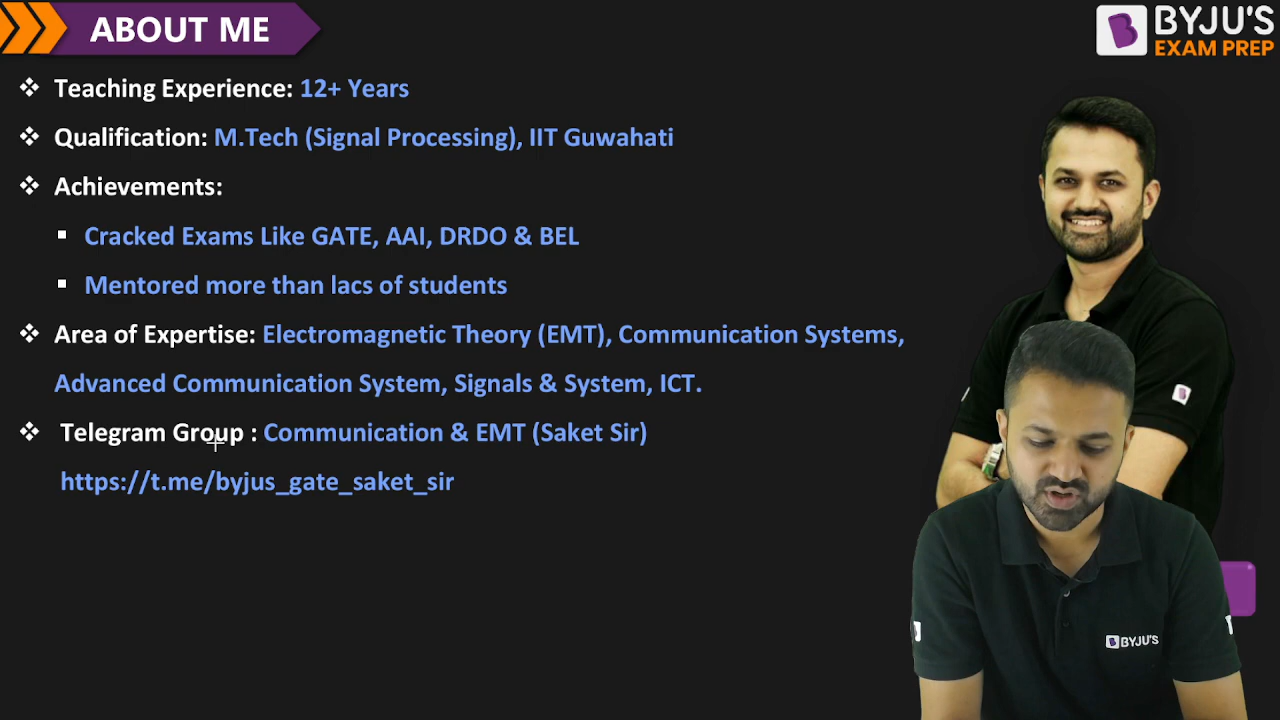 ABOUT ME
BYJU'S
EXAM PREP
❖ Teaching Experience: 12+ Years
❖ Qualification: M.Tech (Signal Processing), IIT Guwahati
❖ Achievements:
▪ Cracked Exams Like GATE, AAI, DRDO & BEL
▪ Mentored more than lacs of students
❖ Area of Expertise: Electromagnetic Theory (EMT), Communication Systems,
Advanced Communication System, Signals & System, ICT.
❖ Telegram Group : Communication & EMT (Saket Sir)
https://t.me/byjus_gate_saket_sir
BYJU'S